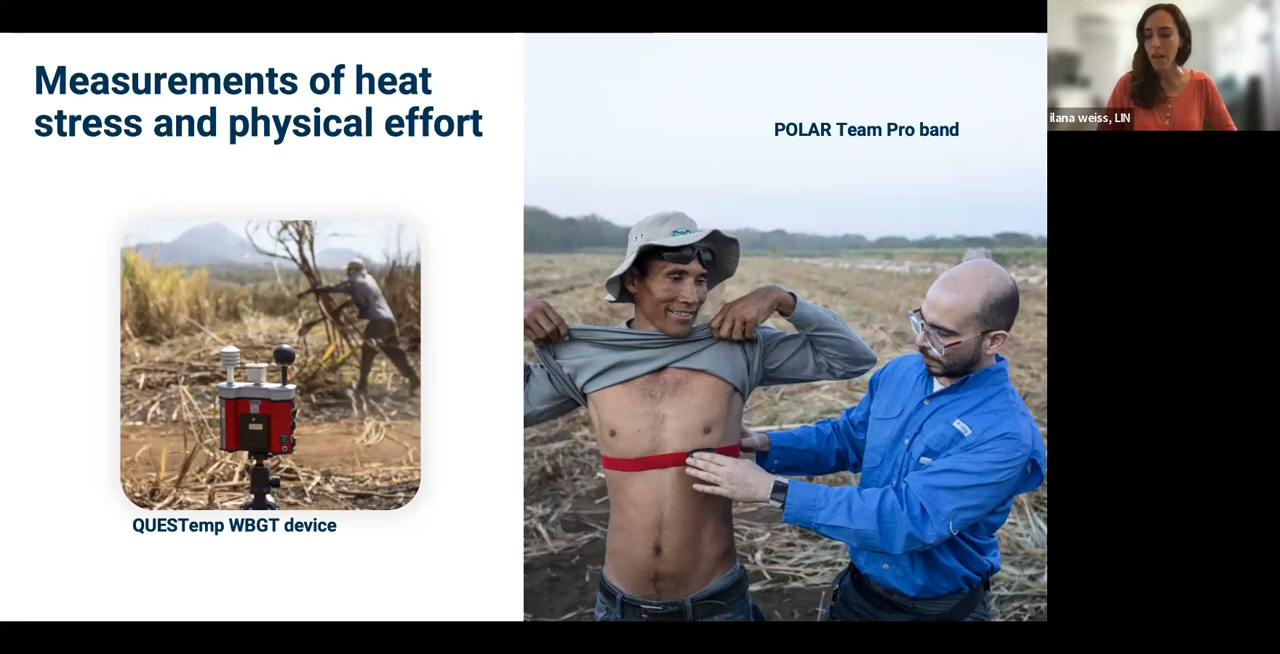 Measurements of heat
stress and physical effort
POLAR Team Pro band
ilana weiss, LIN
QUESTemp WBGT device